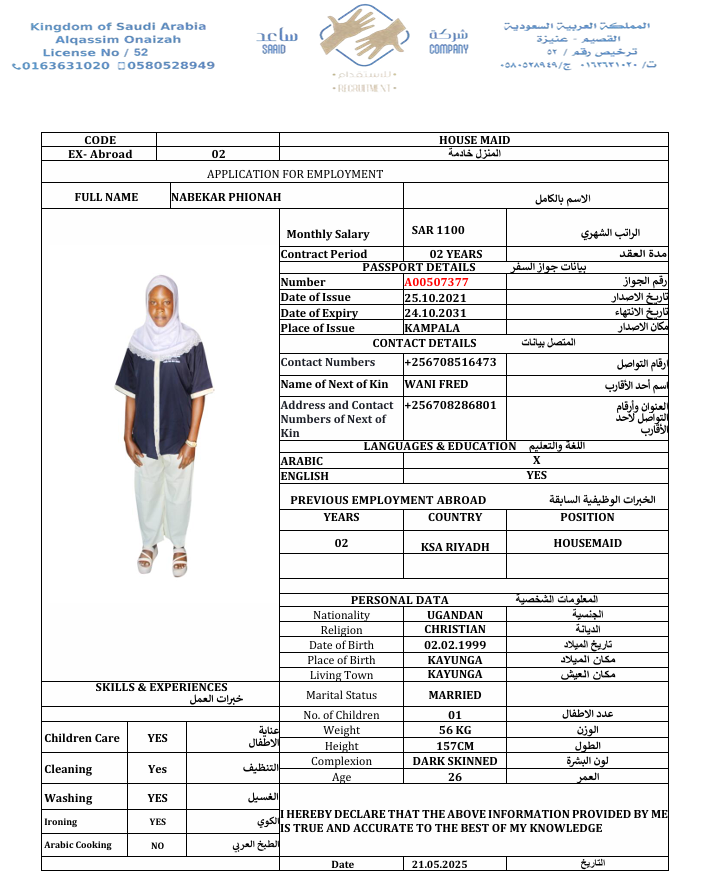 Kingdom of Saudi Arabia
Alqassim Onaizah
License No / 52
0163631020 0580528949
ساعد
SAAID
شركة
COMPANY
للاستقدام
RECRUITMENT
المملكة العربية السعودية
القصيم - عنيزة
ترخيص رقم / ٥٢
ت/ ٠١٦٣٦٣١٠٢٠ ج/ ٠٥٨٠٥٢٨٩٤٩
CODE HOUSE MAID
EX- Abroad 02 المنزل خادمة
APPLICATION FOR EMPLOYMENT
FULL NAME NABEKAR PHIONAH الاسم بالكامل
Monthly Salary SAR 1100 الراتب الشهري
Contract Period 02 YEARS مدة العقد
PASSPORT DETAILS بيانات جواز السفر
Number A00507377 رقم الجواز
Date of Issue 25.10.2021 تاريخ الاصدار
Date of Expiry 24.10.2031 تاريخ الانتهاء
Place of Issue KAMPALA مكان الاصدار
CONTACT DETAILS المتصل بيانات
Contact Numbers +256708516473 ارقام التواصل
Name of Next of Kin WANI FRED اسم أحد الأقارب
Address and Contact +256708286801 العنوان وأرقام
Numbers of Next of التواصل لأحد
Kin الأقارب
LANGUAGES & EDUCATION اللغة والتعليم
ARABIC X
ENGLISH YES
PREVIOUS EMPLOYMENT ABROAD الخبرات الوظيفية السابقة
YEARS COUNTRY POSITION
02 KSA RIYADH HOUSEMAID
PERSONAL DATA المعلومات الشخصية
Nationality UGANDAN الجنسية
Religion CHRISTIAN الديانة
Date of Birth 02.02.1999 تاريخ الميلاد
Place of Birth KAYUNGA مكان الميلاد
Living Town KAYUNGA مكان العيش
SKILLS & EXPERIENCES
خبرات العمل
Marital Status MARRIED
No. of Children 01 عدد الاطفال
Weight 56 KG الوزن
Height 157CM الطول
Complexion DARK SKINNED لون البشرة
Age 26 العمر
Children Care YES عناية
الاطفال
Cleaning Yes التنظيف
Washing YES الغسيل
Ironing YES الكوي
Arabic Cooking NO الطبخ العربي
I HEREBY DECLARE THAT THE ABOVE INFORMATION PROVIDED BY ME
IS TRUE AND ACCURATE TO THE BEST OF MY KNOWLEDGE
Date 21.05.2025 التاريخ